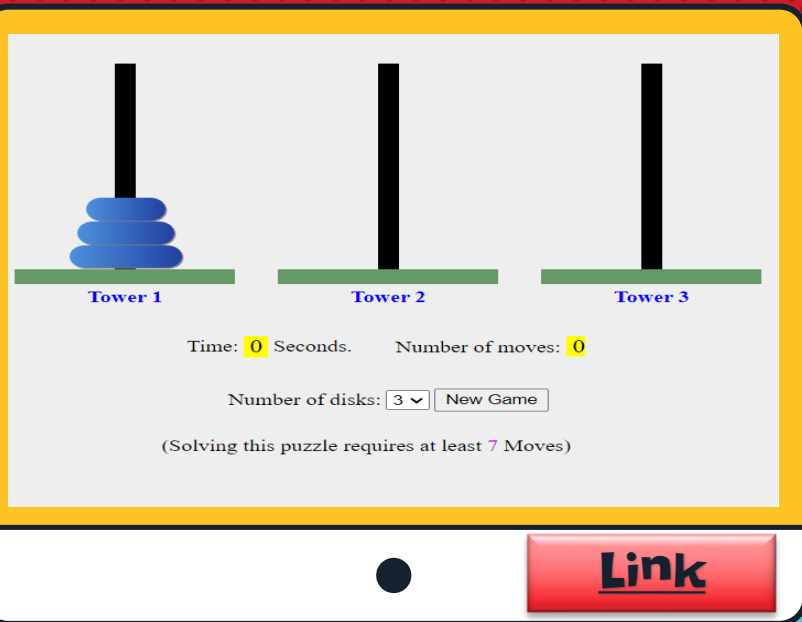 Tower 1 Tower 2 Tower 3
Time: 0 Seconds. Number of moves: 0
Number of disks: 3 New Game
(Solving this puzzle requires at least 7 Moves)
Link